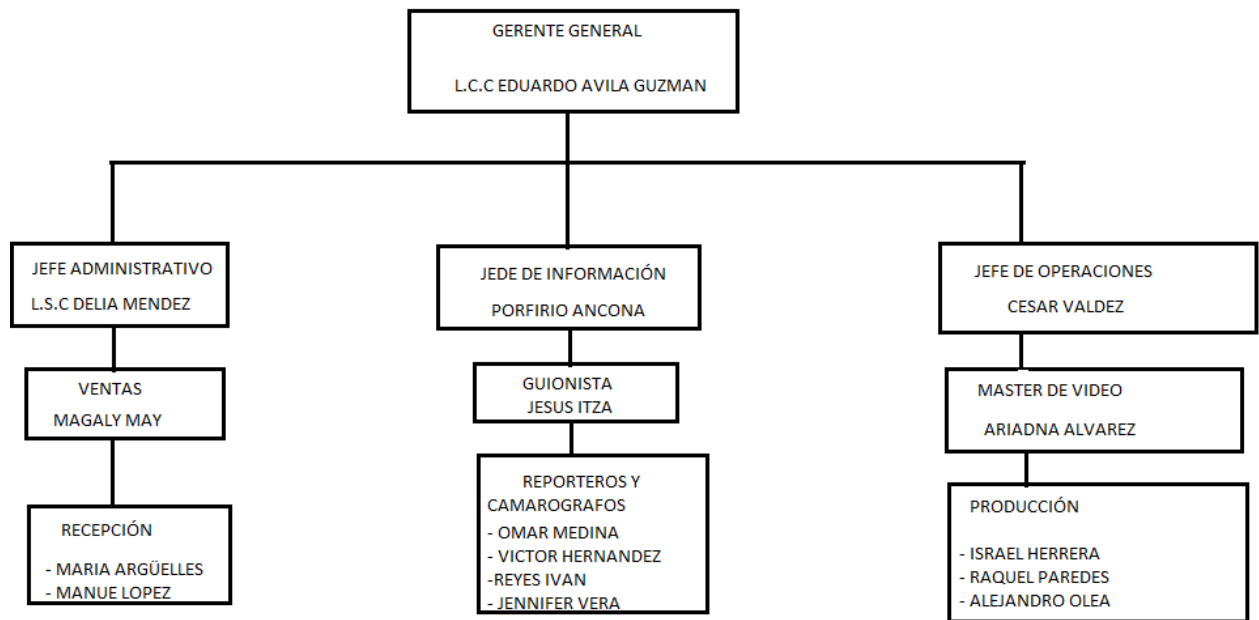 GERENTE GENERAL
L.C.C EDUARDO AVILA GUZMAN
JEFE ADMINISTRATIVO
L.S.C DELIA MENDEZ
JEDE DE INFORMACIÓN
PORFIRIO ANCONA
JEFE DE OPERACIONES
CESAR VALDEZ
VENTAS
MAGALY MAY
GUIONISTA
JESUS ITZA
MASTER DE VIDEO
ARIADNA ALVAREZ
RECEPCIÓN
- MARIA ARGÜELLES
- MANUE LOPEZ
REPORTEROS Y
CAMAROGRAFOS
- OMAR MEDINA
- VICTOR HERNANDEZ
-REYES IVAN
- JENNIFER VERA
PRODUCCIÓN
- ISRAEL HERRERA
- RAQUEL PAREDES
- ALEJANDRO OLEA